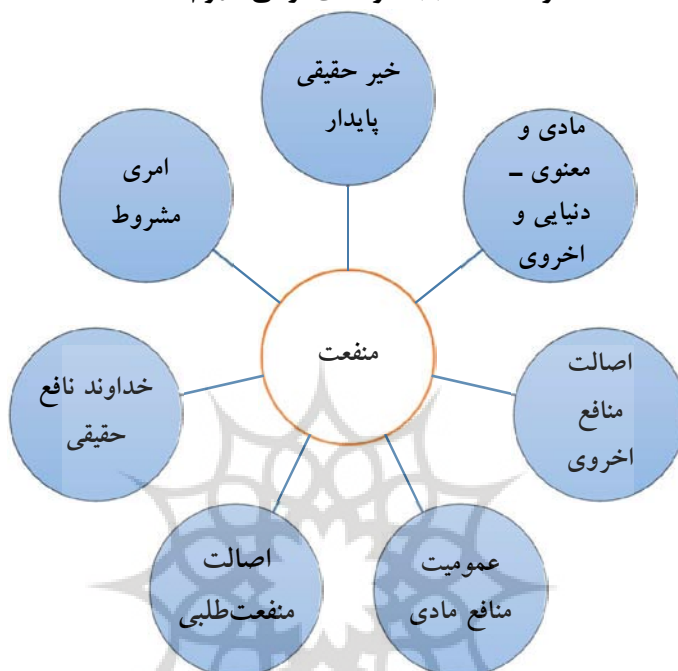 خیر حقیقی
پایدار
مادی و
معنوی –
دنیایی و
اخروی
اصالت
منافع
اخروی
عمومیت
منافع مادی
اصالت
منفعت‌طلبی
خداوند نافع
حقیقی
امری
مشروط
منفعت